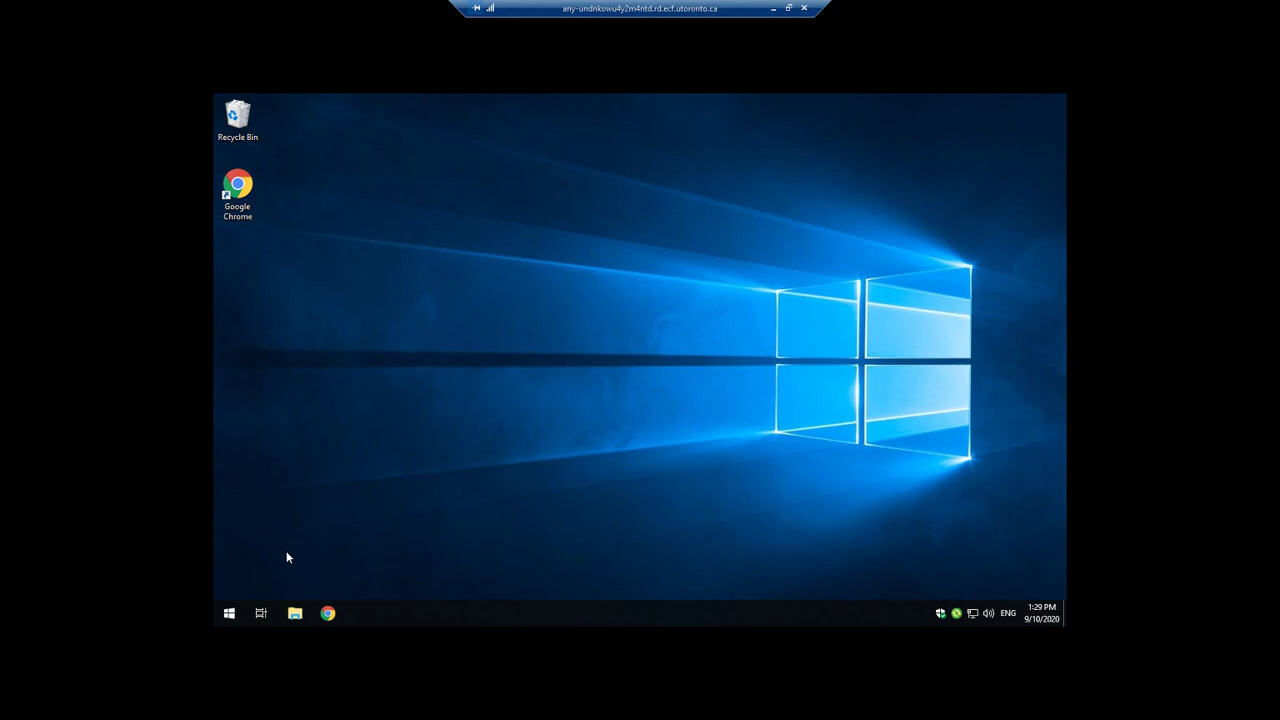 any-undnkowu4y2m4ntd.rd.ecf.utoronto.ca
Recycle Bin
Google
Chrome
ENG
1:29 PM
9/10/2020